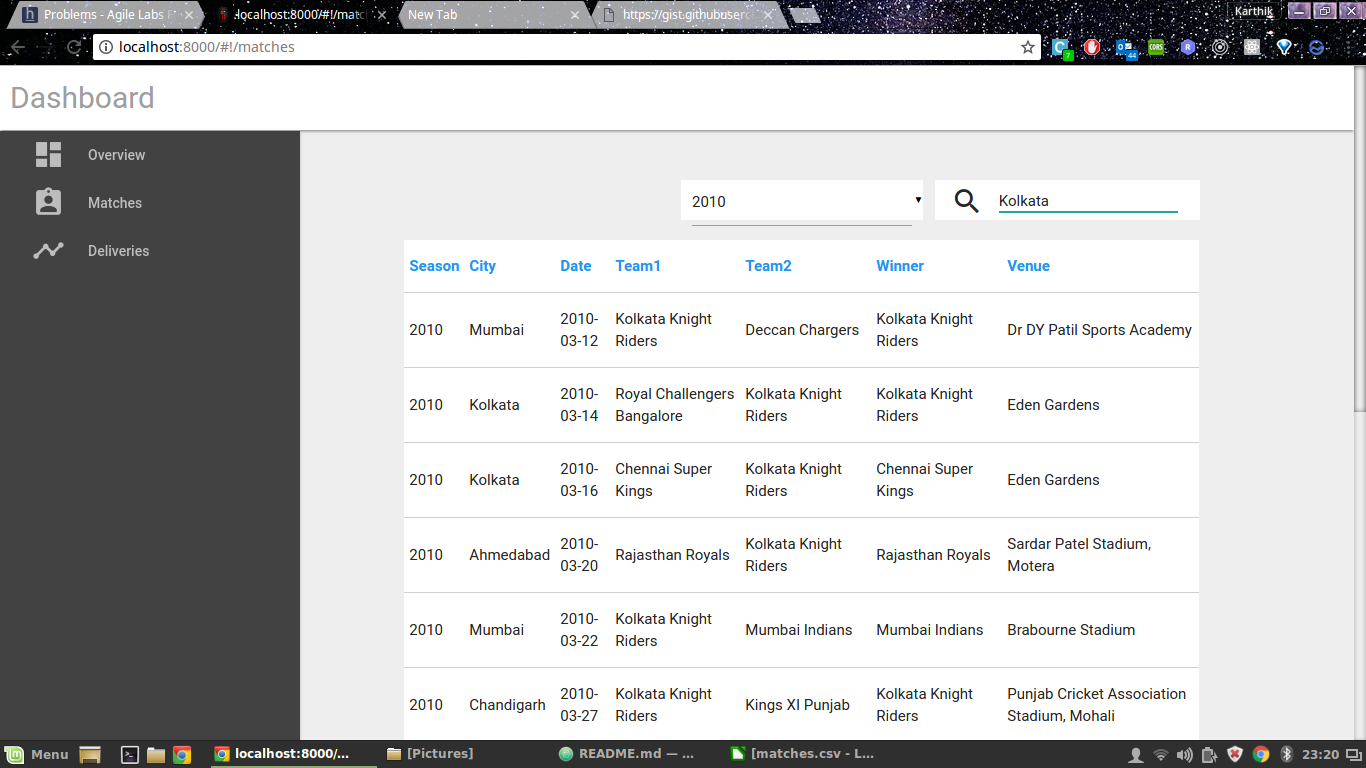 Problems - Agile Labs
localhost:8000/#!/matc
New Tab
https://gist.githubuserc
Karthik
localhost:8000/#!/matches
7
44
CORS
R
Dashboard
Overview
Matches
Deliveries
2010
Kolkata
Season City Date Team1 Team2 Winner Venue
2010 Mumbai 2010-03-12 Kolkata Knight Riders Deccan Chargers Kolkata Knight Riders Dr DY Patil Sports Academy
2010 Kolkata 2010-03-14 Royal Challengers Bangalore Kolkata Knight Riders Kolkata Knight Riders Eden Gardens
2010 Kolkata 2010-03-16 Chennai Super Kings Kolkata Knight Riders Chennai Super Kings Eden Gardens
2010 Ahmedabad 2010-03-20 Rajasthan Royals Kolkata Knight Riders Rajasthan Royals Sardar Patel Stadium, Motera
2010 Mumbai 2010-03-22 Kolkata Knight Riders Mumbai Indians Mumbai Indians Brabourne Stadium
2010 Chandigarh 2010-03-27 Kolkata Knight Riders Kings XI Punjab Kolkata Knight Riders Punjab Cricket Association Stadium, Mohali
Menu
localhost:8000/...
[Pictures]
README.md — ...
[matches.csv - L...
23:20